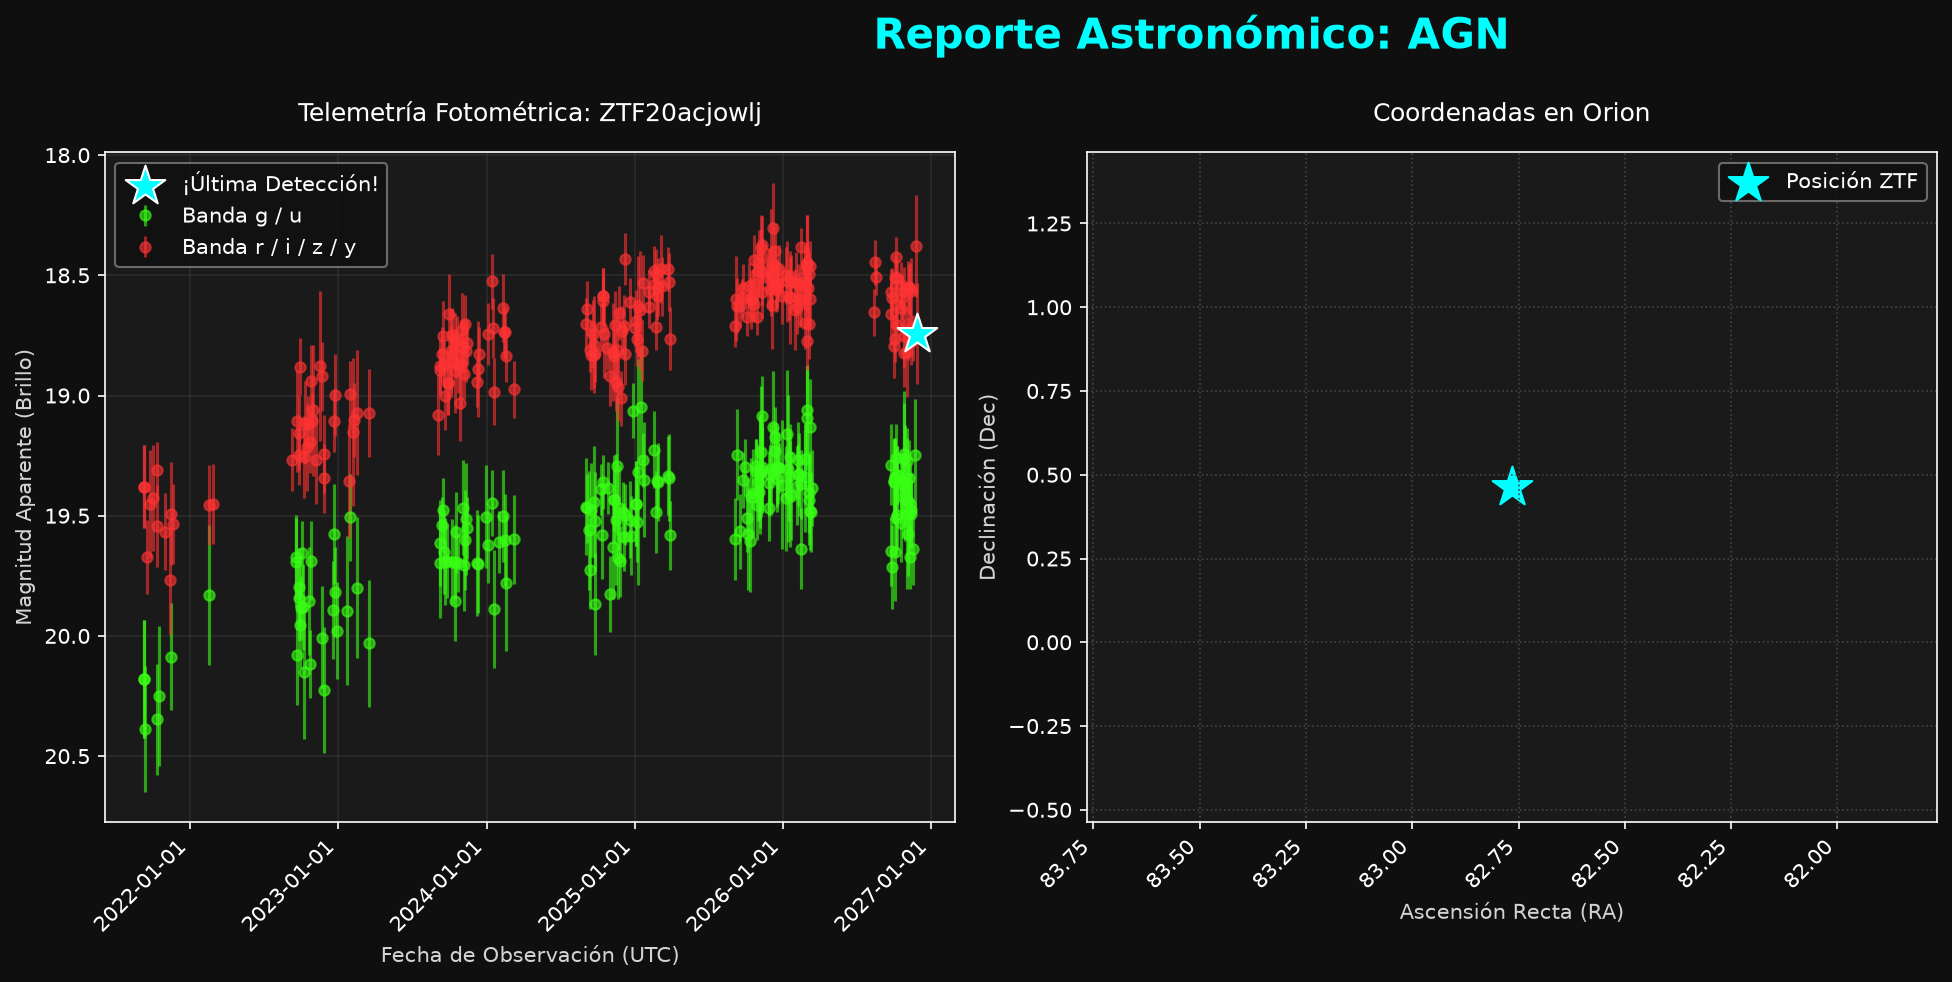 Reporte Astronómico: AGN
Telemetría Fotométrica: ZTF20acjowlj
¡Última Detección!
Banda g / u
Banda r / i / z / y
Magnitud Aparente (Brillo)
18.0
18.5
19.0
19.5
20.0
20.5
2022-01-01
2023-01-01
2024-01-01
2025-01-01
2026-01-01
2027-01-01
Fecha de Observación (UTC)
Coordenadas en Orion
Posición ZTF
Declinación (Dec)
1.25
1.00
0.75
0.50
0.25
0.00
−0.25
−0.50
83.75
83.50
83.25
83.00
82.75
82.50
82.25
82.00
Ascensión Recta (RA)